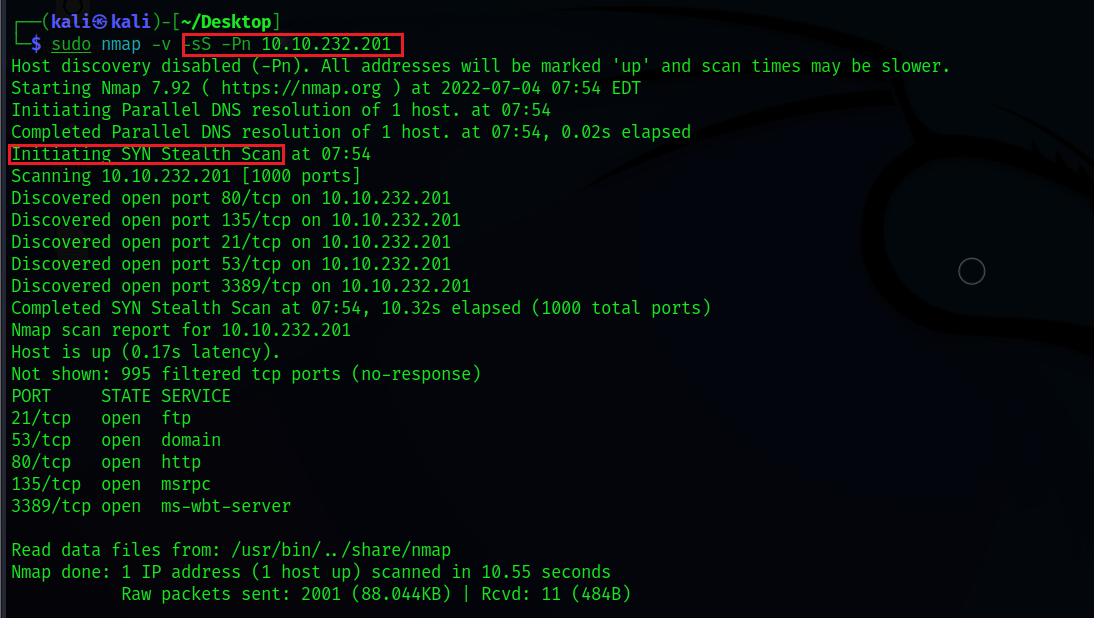 ┌──(kali㉿kali)-[~/Desktop]
└─$ sudo nmap -v -sS -Pn 10.10.232.201
Host discovery disabled (-Pn). All addresses will be marked 'up' and scan times may be slower.
Starting Nmap 7.92 ( https://nmap.org ) at 2022-07-04 07:54 EDT
Initiating Parallel DNS resolution of 1 host. at 07:54
Completed Parallel DNS resolution of 1 host. at 07:54, 0.02s elapsed
Initiating SYN Stealth Scan at 07:54
Scanning 10.10.232.201 [1000 ports]
Discovered open port 80/tcp on 10.10.232.201
Discovered open port 135/tcp on 10.10.232.201
Discovered open port 21/tcp on 10.10.232.201
Discovered open port 53/tcp on 10.10.232.201
Discovered open port 3389/tcp on 10.10.232.201
Completed SYN Stealth Scan at 07:54, 10.32s elapsed (1000 total ports)
Nmap scan report for 10.10.232.201
Host is up (0.17s latency).
Not shown: 995 filtered tcp ports (no-response)
PORT     STATE SERVICE
21/tcp   open  ftp
53/tcp   open  domain
80/tcp   open  http
135/tcp  open  msrpc
3389/tcp open  ms-wbt-server
Read data files from: /usr/bin/../share/nmap
Nmap done: 1 IP address (1 host up) scanned in 10.55 seconds
Raw packets sent: 2001 (88.044KB) | Rcvd: 11 (484B)